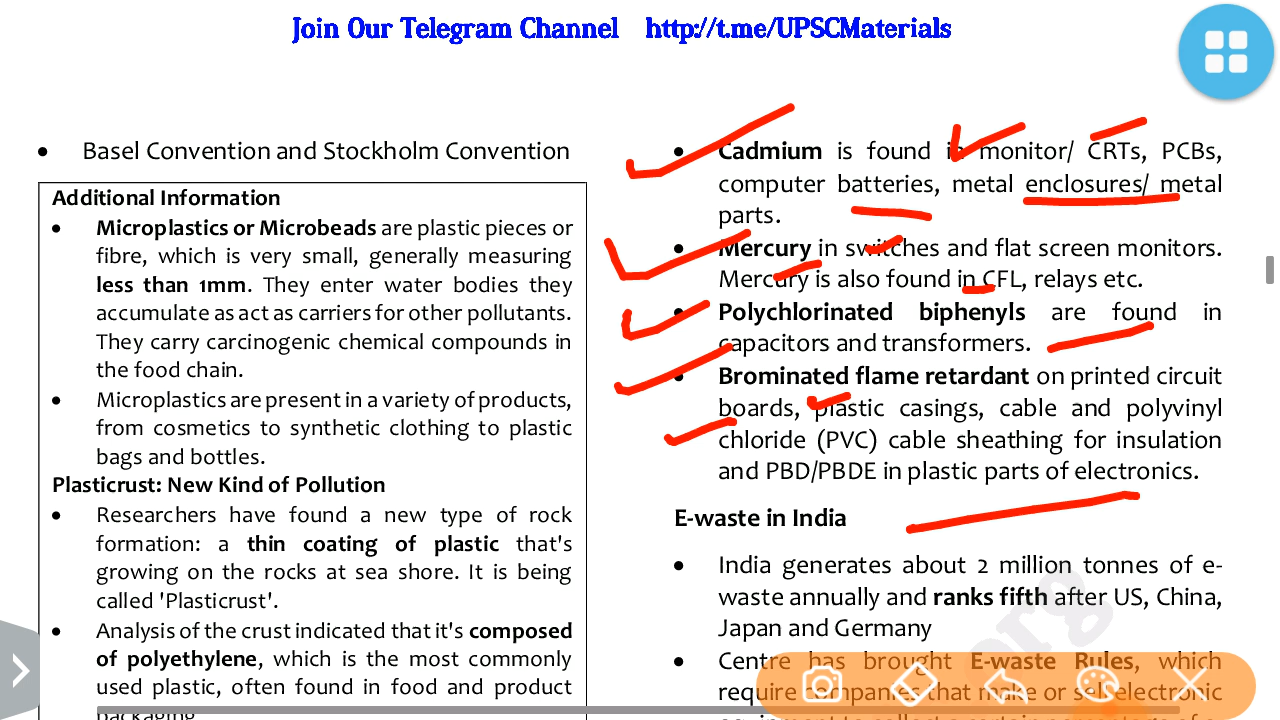 Join Our Telegram Channel http://t.me/UPSCMaterials
• Basel Convention and Stockholm Convention
Additional Information
• Microplastics or Microbeads are plastic pieces or
fibre, which is very small, generally measuring
less than 1mm. They enter water bodies they
accumulate as act as carriers for other pollutants.
They carry carcinogenic chemical compounds in
the food chain.
• Microplastics are present in a variety of products,
from cosmetics to synthetic clothing to plastic
bags and bottles.
Plasticrust: New Kind of Pollution
• Researchers have found a new type of rock
formation: a thin coating of plastic that's
growing on the rocks at sea shore. It is being
called 'Plasticrust'.
• Analysis of the crust indicated that it's composed
of polyethylene, which is the most commonly
used plastic, often found in food and product
packaging
• Cadmium is found in monitor/ CRTs, PCBs,
computer batteries, metal enclosures/ metal
parts.
• Mercury in switches and flat screen monitors.
Mercury is also found in CFL, relays etc.
• Polychlorinated biphenyls are found in
capacitors and transformers.
• Brominated flame retardant on printed circuit
boards, plastic casings, cable and polyvinyl
chloride (PVC) cable sheathing for insulation
and PBD/PBDE in plastic parts of electronics.
E-waste in India
• India generates about 2 million tonnes of e-
waste annually and ranks fifth after US, China,
Japan and Germany
• Centre has brought E-waste Rules, which
require companies that make or sell electronic
org